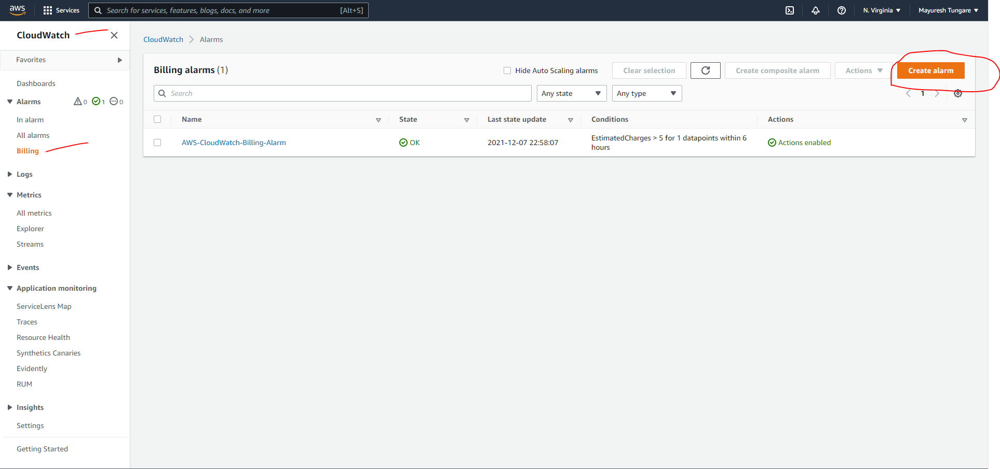 aws Services Search for services, features, blogs, docs, and more [Alt+S] N. Virginia Mayuresh Tungare
CloudWatch
Favorites
Dashboards
Alarms 0 1 0
In alarm
All alarms
Billing
Logs
Metrics
All metrics
Explorer
Streams
Events
Application monitoring
ServiceLens Map
Traces
Resource Health
Synthetics Canaries
Evidently
RUM
Insights
Settings
Getting Started
CloudWatch Alarms
Billing alarms (1) Hide Auto Scaling alarms Clear selection Create composite alarm Actions Create alarm
Search Any state Any type 1
Name State Last state update Conditions Actions
AWS-CloudWatch-Billing-Alarm OK 2021-12-07 22:58:07 EstimatedCharges > 5 for 1 datapoints within 6
hours Actions enabled